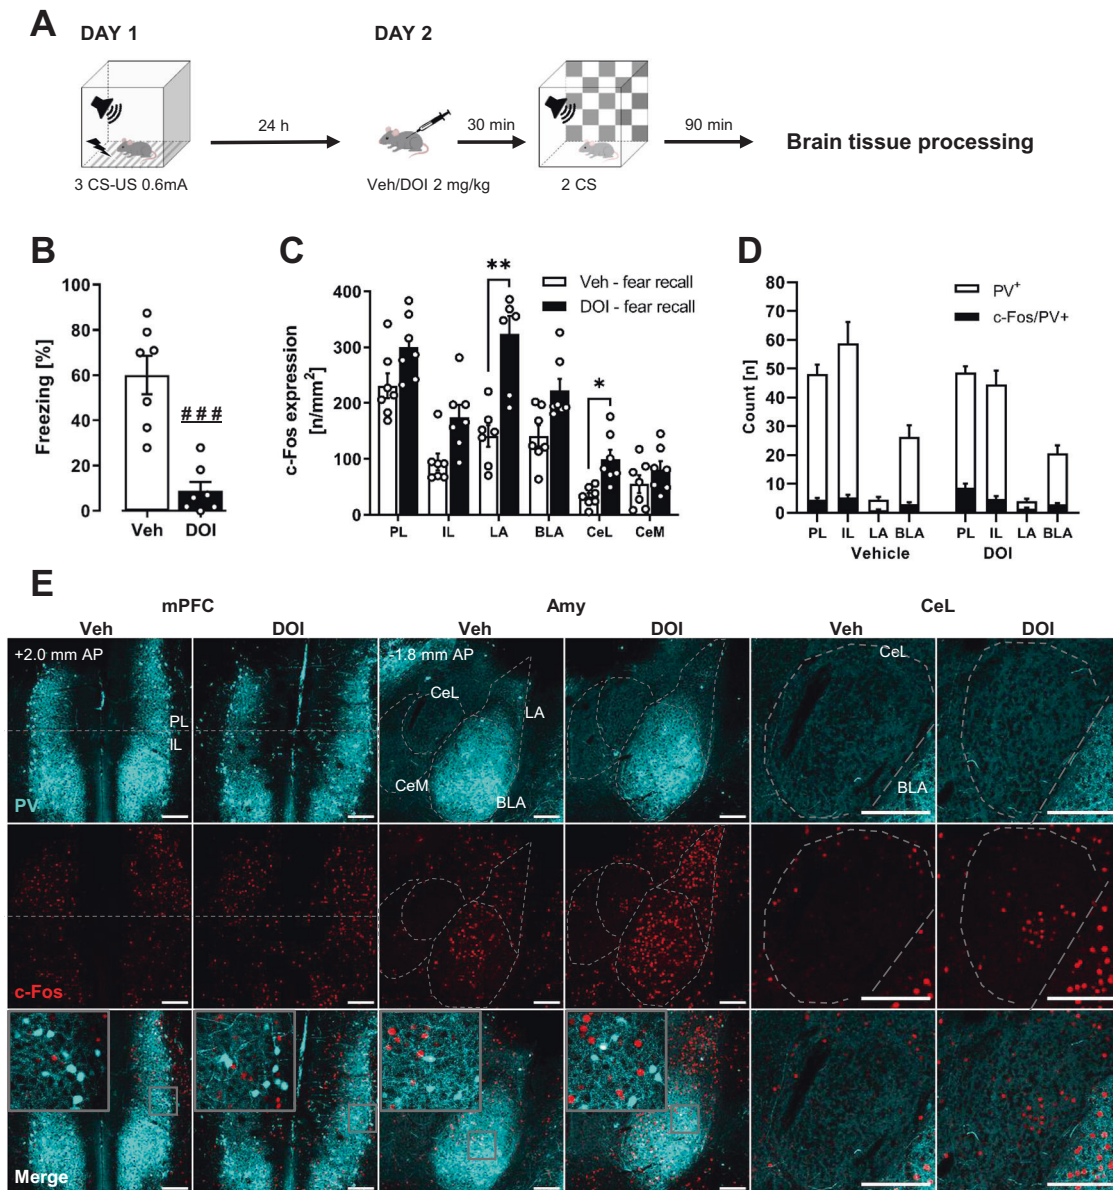 A
DAY 1
DAY 2
24 h
30 min
90 min
Brain tissue processing
3 CS-US 0.6mA
Veh/DOI 2 mg/kg
2 CS
B
Freezing [%]
100
80
60
40
20
0
###
Veh
DOI
C
c-Fos expression
[n/mm²]
400
300
200
100
0
**
*
Veh - fear recall
DOI - fear recall
PL
IL
LA
BLA
CeL
CeM
D
Count [n]
80
70
60
50
40
30
20
10
0
PV⁺
c-Fos/PV+
PL
IL
LA
BLA
PL
IL
LA
BLA
Vehicle
DOI
E
mPFC
Amy
CeL
Veh
DOI
Veh
DOI
Veh
DOI
+2.0 mm AP
PL
IL
PV
-1.8 mm AP
CeL
LA
CeM
BLA
CeL
BLA
c-Fos
Merge